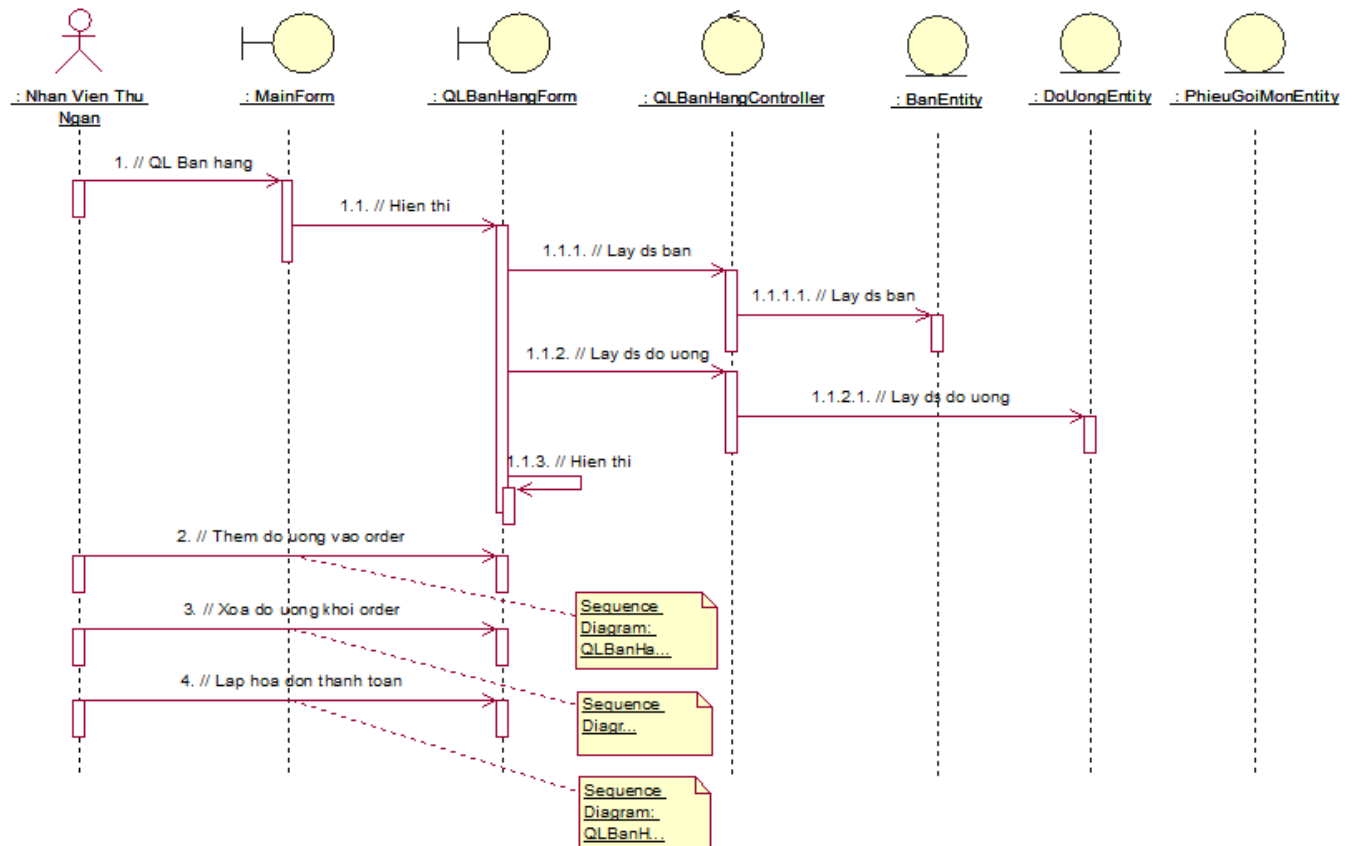 : Nhan Vien Thu
Ngan
: MainForm
: QLBanHangForm
: QLBanHangController
: BanEntity
: DoUongEntity
: PhieuGoiMonEntity
1. // QL Ban hang
1.1. // Hien thi
1.1.1. // Lay ds ban
1.1.1.1. // Lay ds ban
1.1.2. // Lay ds do uong
1.1.2.1. // Lay ds do uong
1.1.3. // Hien thi
2. // Them do uong vao order
Sequence
Diagram:
QLBanHa...
3. // Xoa do uong khoi order
4. // Lap hoa don thanh toan
Sequence
Diagr...
Sequence
Diagram:
QLBanH...